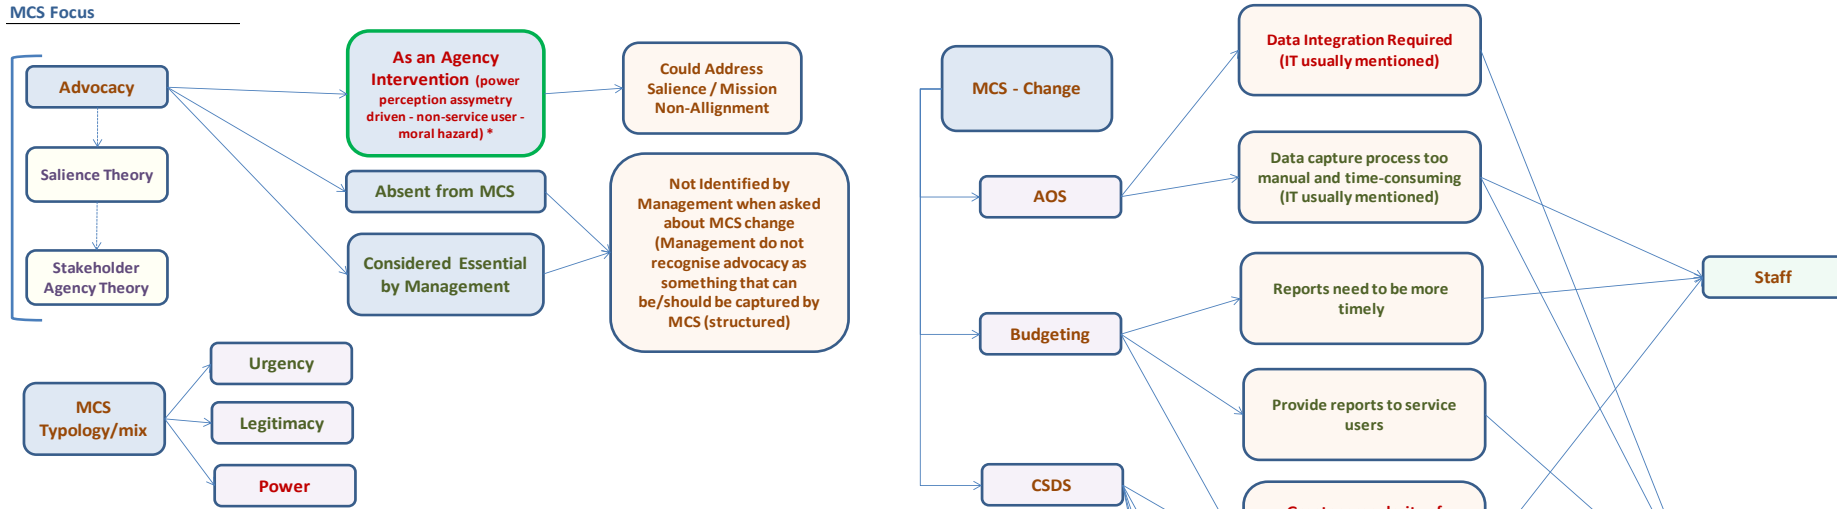 MCS Focus
Advocacy
Salience Theory
Stakeholder
Agency Theory
As an Agency
Intervention (power
perception assymetry
driven - non-service user -
moral hazard) *
Absent from MCS
Considered Essential
by Management
Could Address
Salience / Mission
Non-Allignment
Not Identified by
Management when asked
about MCS change
(Management do not
recognise advocacy as
something that can
be/should be captured by
MCS (structured)
MCS
Typology/mix
Urgency
Legitimacy
Power
MCS - Change
AOS
Budgeting
CSDS
Data Integration Required
(IT usually mentioned)
Data capture process too
manual and time-consuming
(IT usually mentioned)
Reports need to be more
timely
Provide reports to service
users
Staff